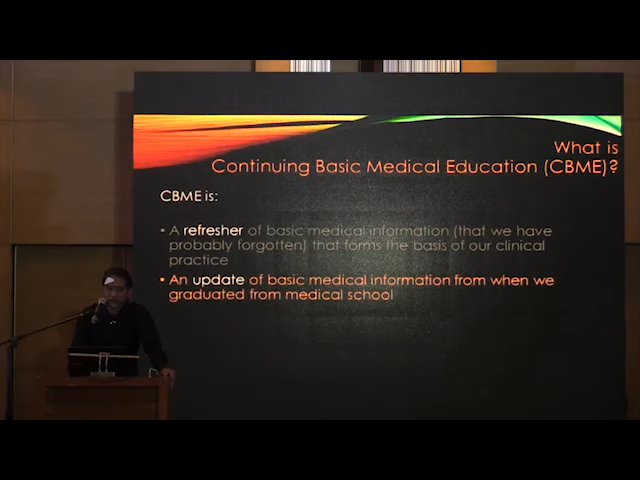 What is
Continuing Basic Medical Education (CBME)?
CBME is:
• A refresher of basic medical information (that we have
probably forgotten) that forms the basis of our clinical
practice
• An update of basic medical information from when we
graduated from medical school